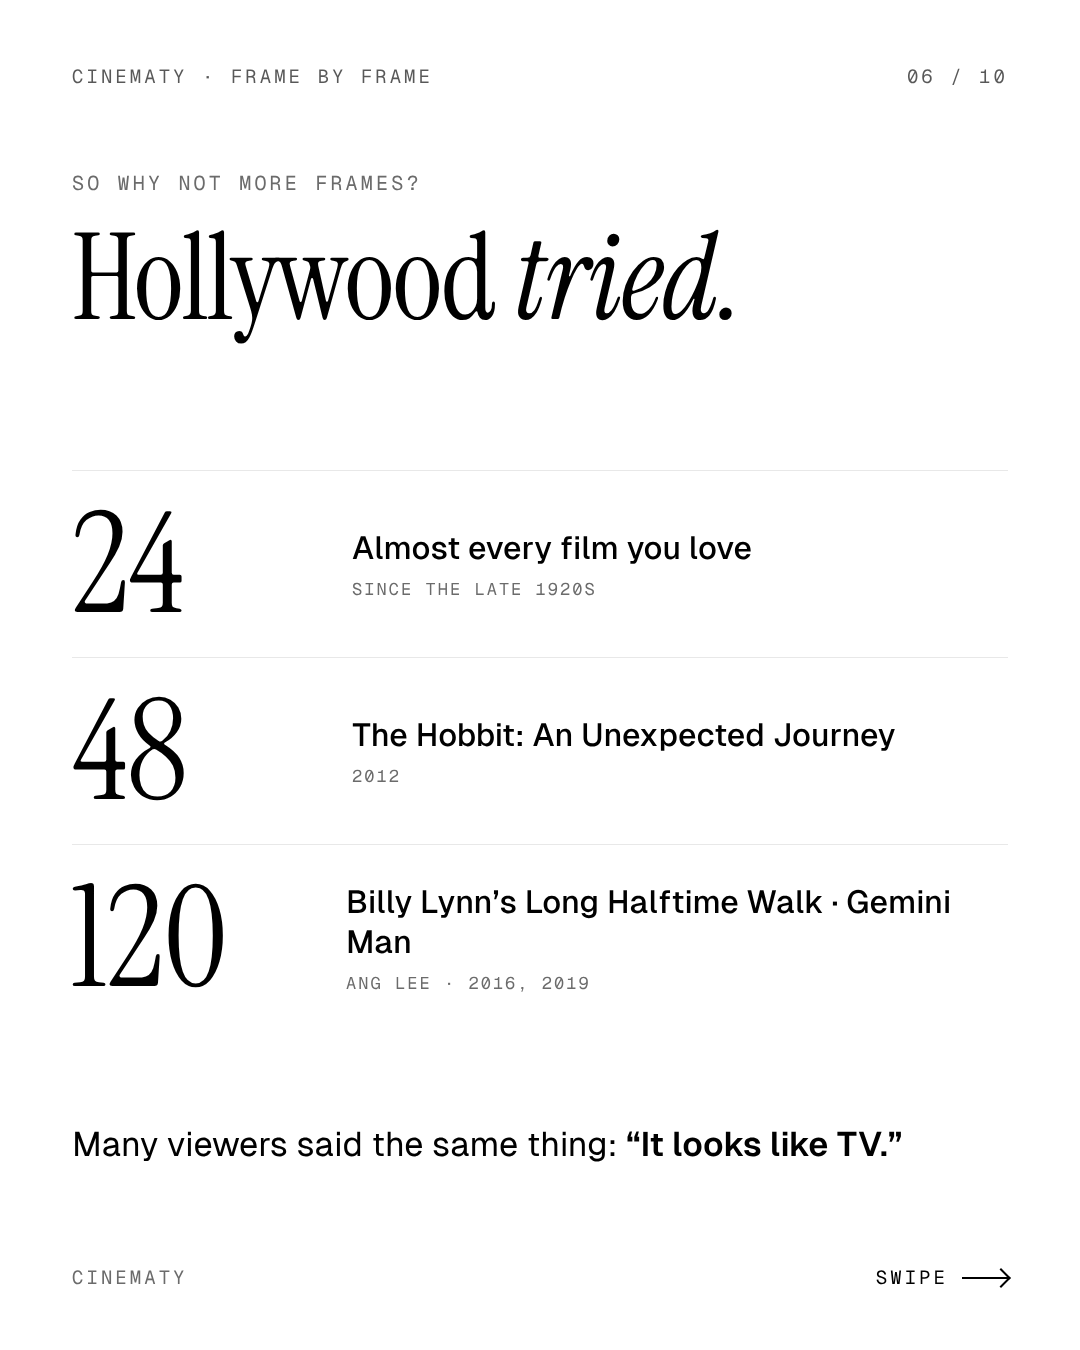 CINEMATY · FRAME BY FRAME
06 / 10
SO WHY NOT MORE FRAMES?
Hollywood tried.
24
Almost every film you love
SINCE THE LATE 1920S
48
The Hobbit: An Unexpected Journey
2012
120
Billy Lynn’s Long Halftime Walk · Gemini
Man
ANG LEE · 2016, 2019
Many viewers said the same thing: “It looks like TV.”
CINEMATY
SWIPE